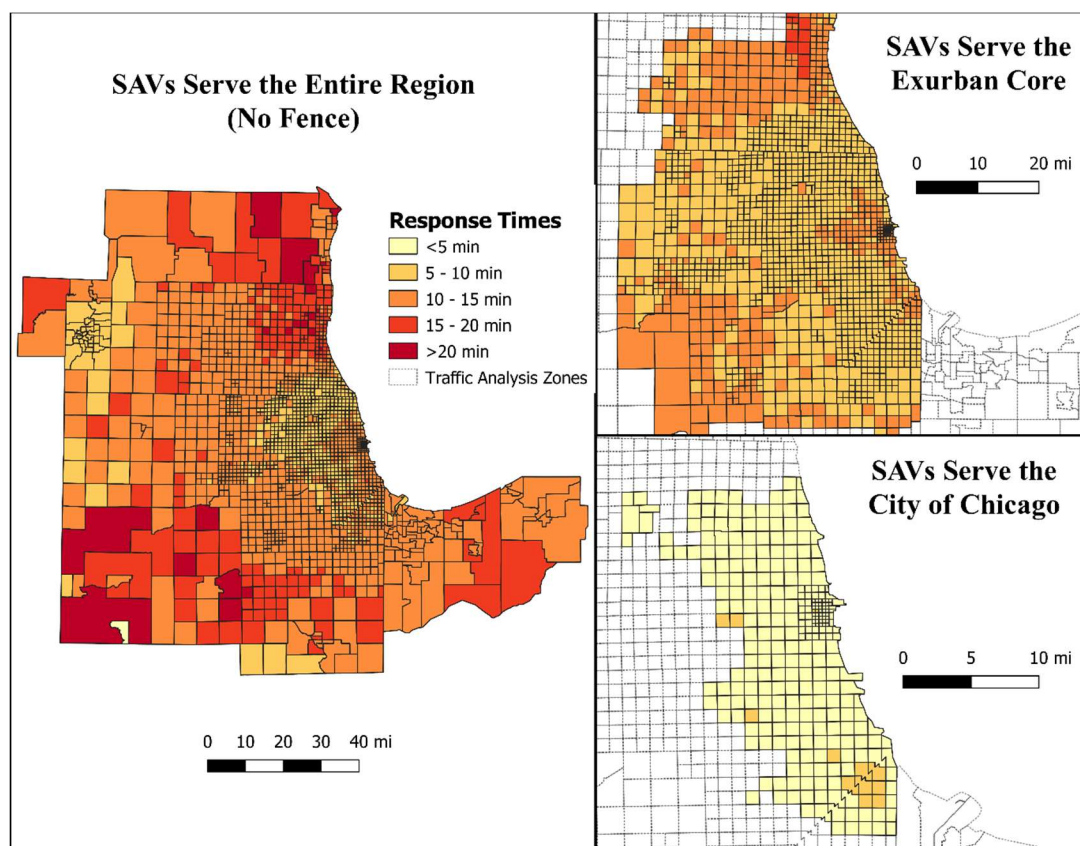 SAVs Serve the Entire Region
(No Fence)
Response Times
<5 min
5 - 10 min
10 - 15 min
15 - 20 min
>20 min
Traffic Analysis Zones
0 10 20 30 40 mi
SAVs Serve the
Exurban Core
0 10 20 mi
SAVs Serve the
City of Chicago
0 5 10 mi